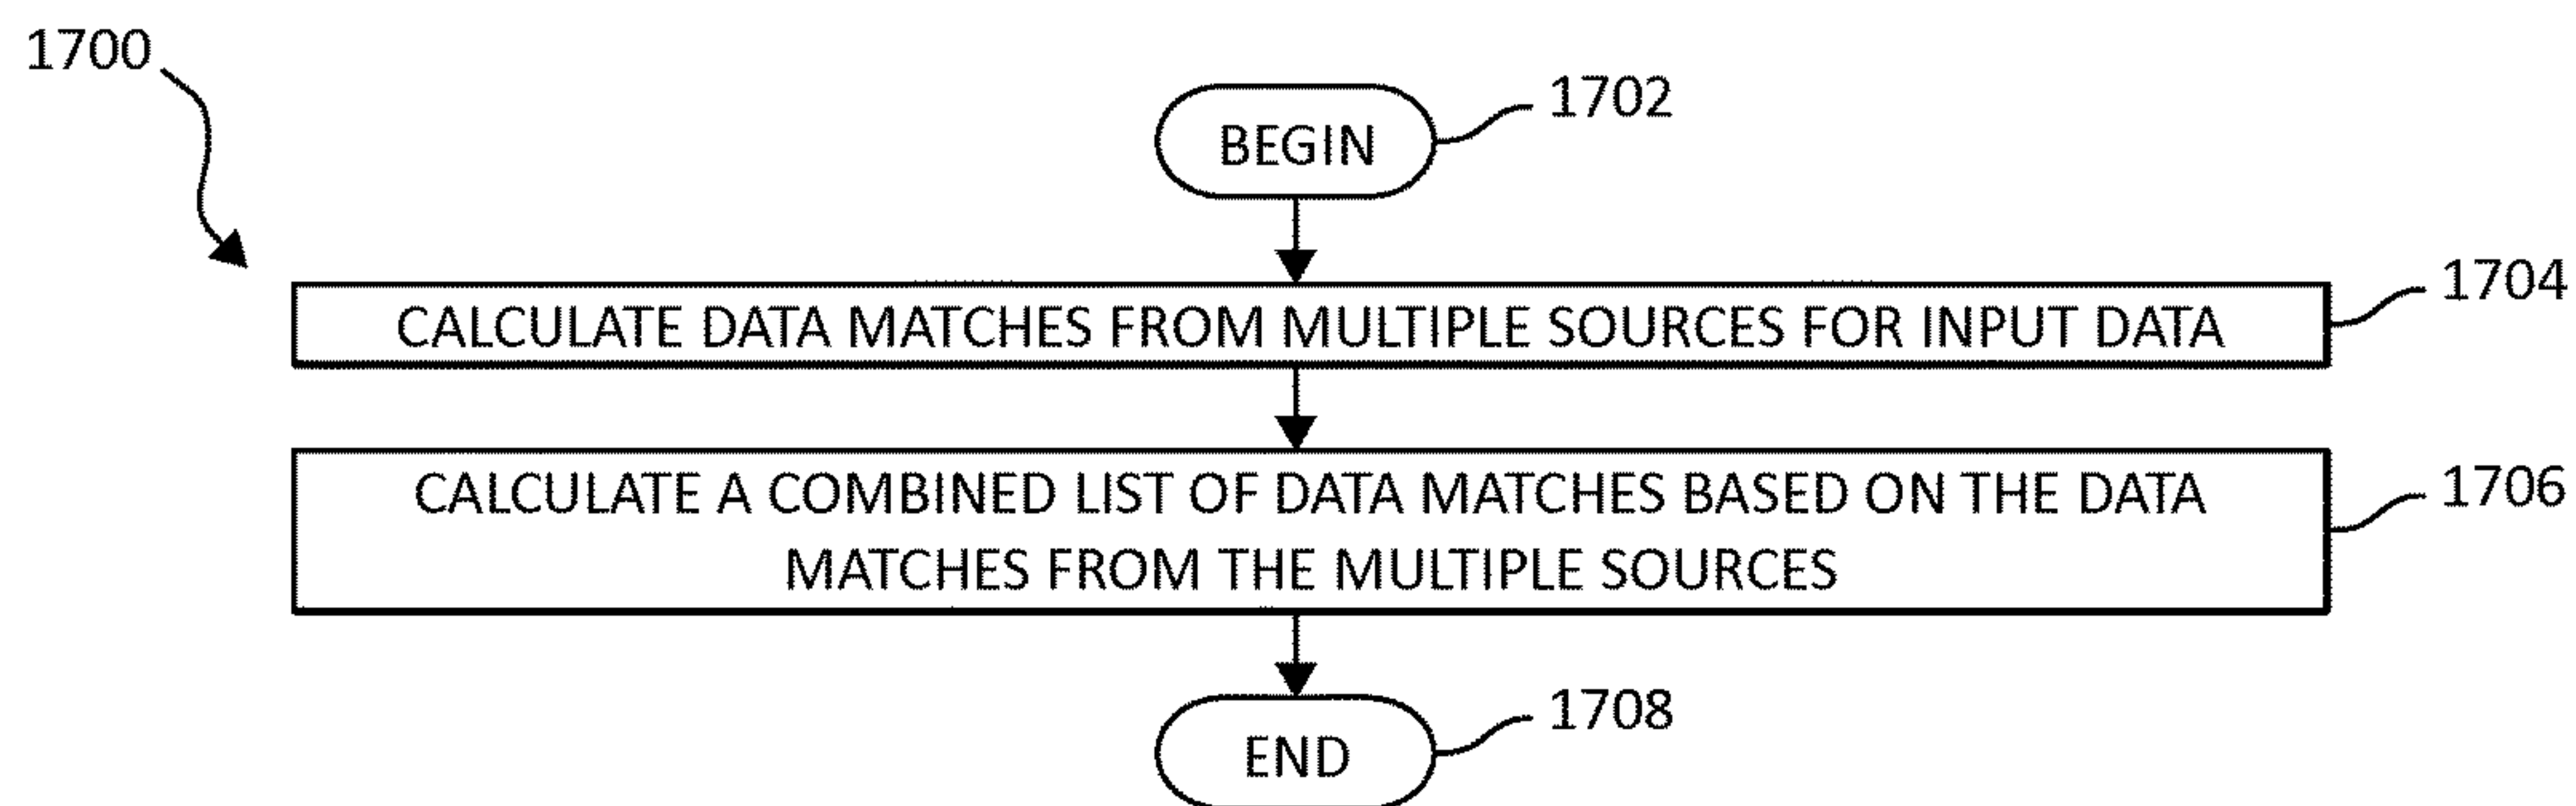 1700
BEGIN
1702
CALCULATE DATA MATCHES FROM MULTIPLE SOURCES FOR INPUT DATA
1704
CALCULATE A COMBINED LIST OF DATA MATCHES BASED ON THE DATA
MATCHES FROM THE MULTIPLE SOURCES
1706
END
1708